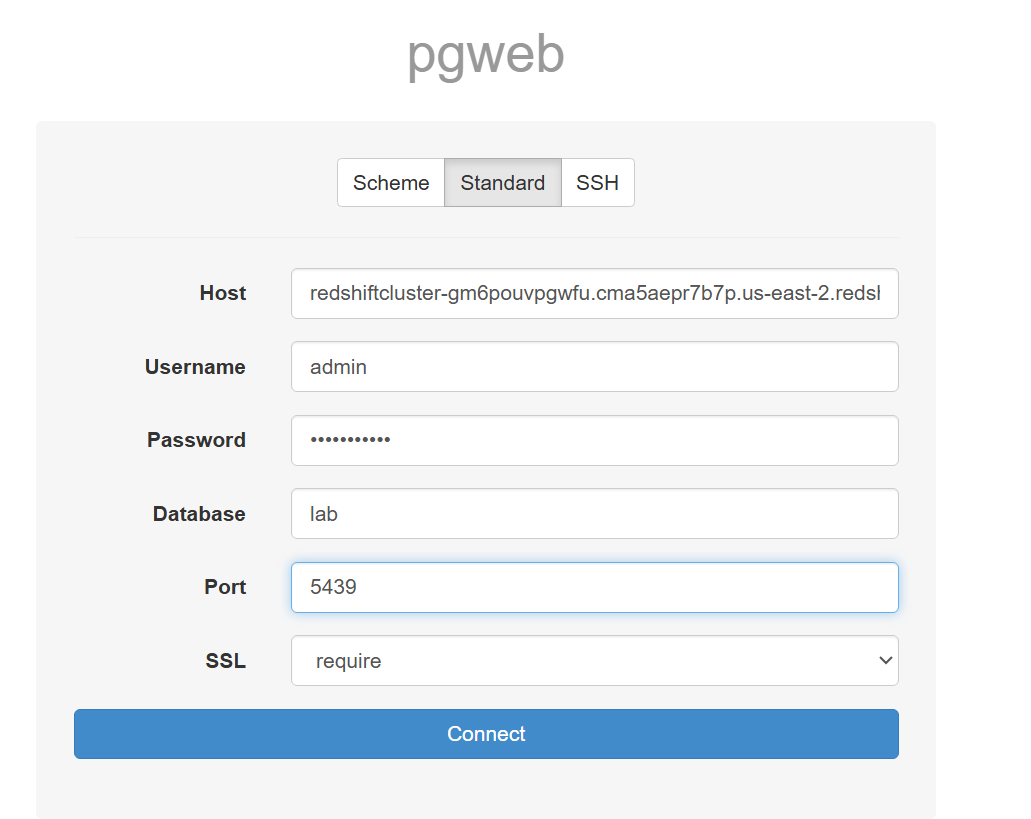 pgweb
Scheme Standard SSH
Host redshiftcluster-gm6pouvpgwfu.cma5aepr7b7p.us-east-2.redsl
Username admin
Password •••••••••••
Database lab
Port 5439
SSL require
Connect